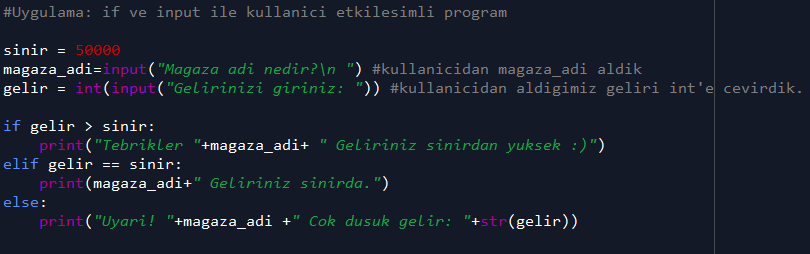 #Uygulama: if ve input ile kullanici etkilesimli program
sinir = 50000
magaza_adi=input("Magaza adi nedir?\n ") #kullanicidan magaza_adi aldik
gelir = int(input("Gelirinizi giriniz: ")) #kullanicidan aldigimiz geliri int'e cevirdik.
if gelir > sinir:
    print("Tebrikler "+magaza_adi+ " Geliriniz sinirdan yuksek :)")
elif gelir == sinir:
    print(magaza_adi+" Geliriniz sinirda.")
else:
    print("Uyari! "+magaza_adi +" Cok dusuk gelir: "+str(gelir))